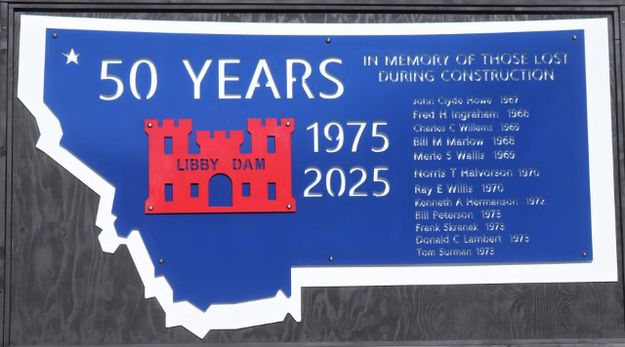 50 YEARS
IN MEMORY OF THOSE LOST
DURING CONSTRUCTION
LIBBY DAM
1975
2025
John Clyde Howe 1967
Fred H Ingraham 1968
Charles C Willems 1969
Bill M Marlow 1968
Merle S Wallis 1969
Norris T Halvorson 1970
Ray E Willis 1970
Kenneth A Hermanson 1972
Bill Peterson 1973
Frank Skranak 1973
Donald C Lambert 1973
Tom Surman 1973